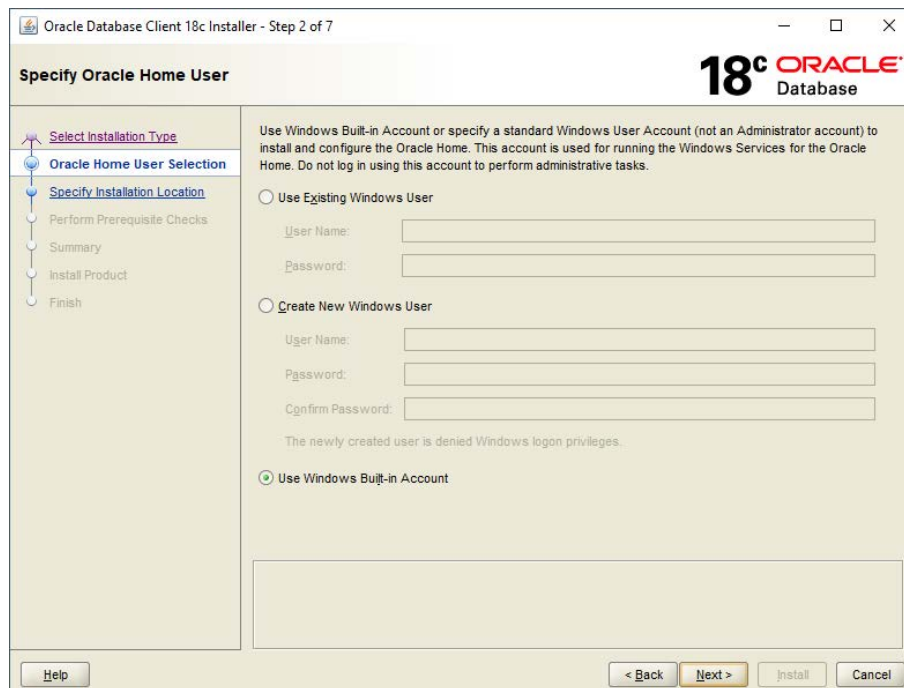 Oracle Database Client 18c Installer - Step 2 of 7
Specify Oracle Home User
18c ORACLE
Database
Select Installation Type
Oracle Home User Selection
Specify Installation Location
Perform Prerequisite Checks
Summary
Install Product
Finish
Use Windows Built-in Account or specify a standard Windows User Account (not an Administrator account) to
install and configure the Oracle Home. This account is used for running the Windows Services for the Oracle
Home. Do not log in using this account to perform administrative tasks.
Use Existing Windows User
User Name:
Password:
Create New Windows User
User Name:
Password:
Confirm Password:
The newly created user is denied Windows logon privileges.
Use Windows Built-in Account
Help
< Back
Next >
Install
Cancel